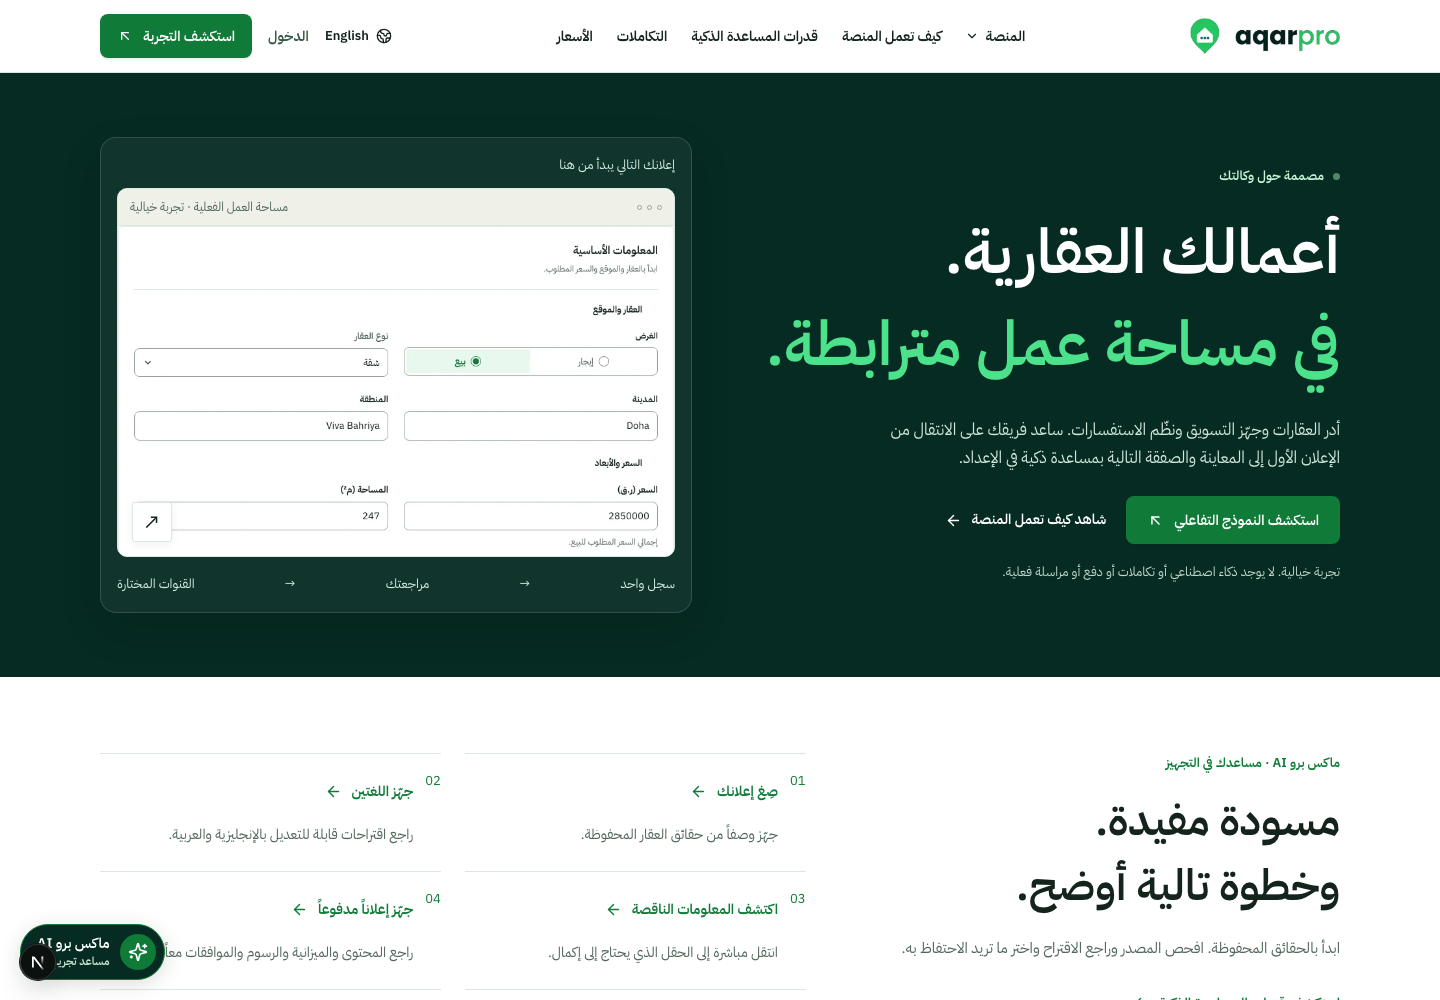 aqarpro
المنصة
كيف تعمل المنصة
قدرات المساعدة الذكية
التكاملات
الأسعار
English
الدخول
استكشف التجربة
مصممة حول وكالتك
أعمالك العقارية.
في مساحة عمل مترابطة.
أدر العقارات وجهّز التسويق ونظّم الاستفسارات. ساعد فريقك على الانتقال من
الإعلان الأول إلى المعاينة والصفقة التالية بمساعدة ذكية في الإعداد.
استكشف النموذج التفاعلي
شاهد كيف تعمل المنصة
تجربة خيالية. لا يوجد ذكاء اصطناعي أو تكاملات أو دفع أو مراسلة فعلية.
إعلانك التالي يبدأ من هنا
مساحة العمل الفعلية · تجربة خيالية
المعلومات الأساسية
ابدأ بالعقار والموقع والسعر المطلوب.
العقار والموقع
الغرض
نوع العقار
إيجار
بيع
شقة
المدينة
المنطقة
Doha
Viva Bahriya
السعر والأبعاد
السعر (ر.ق)
المساحة (م²)
2850000
247
إجمالي السعر المطلوب للبيع.
سجل واحد
→
مراجعتك
→
القنوات المختارة
ماكس برو AI · مساعدك في التجهيز
مسودة مفيدة.
وخطوة تالية أوضح.
ابدأ بالحقائق المحفوظة. افحص المصدر وراجع الاقتراح واختر ما تريد الاحتفاظ به.
01
صِغ إعلانك
جهّز وصفاً من حقائق العقار المحفوظة.
02
جهّز اللغتين
راجع اقتراحات قابلة للتعديل بالإنجليزية والعربية.
03
اكتشف المعلومات الناقصة
انتقل مباشرة إلى الحقل الذي يحتاج إلى إكمال.
04
جهّز إعلاناً مدفوعاً
راجع المحتوى والميزانية والرسوم والموافقات معاً
ماكس برو AI
مساعد
N